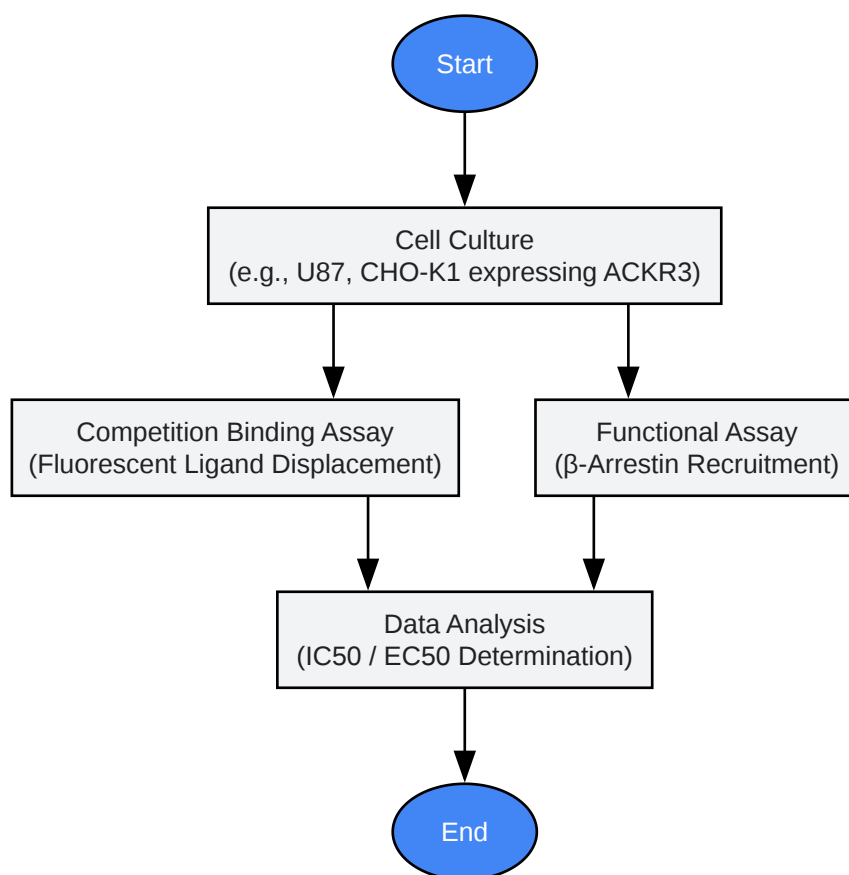 Start
Cell Culture
(e.g., U87, CHO-K1 expressing ACKR3)
Competition Binding Assay
(Fluorescent Ligand Displacement)
Functional Assay
(β-Arrestin Recruitment)
Data Analysis
(IC50 / EC50 Determination)
End